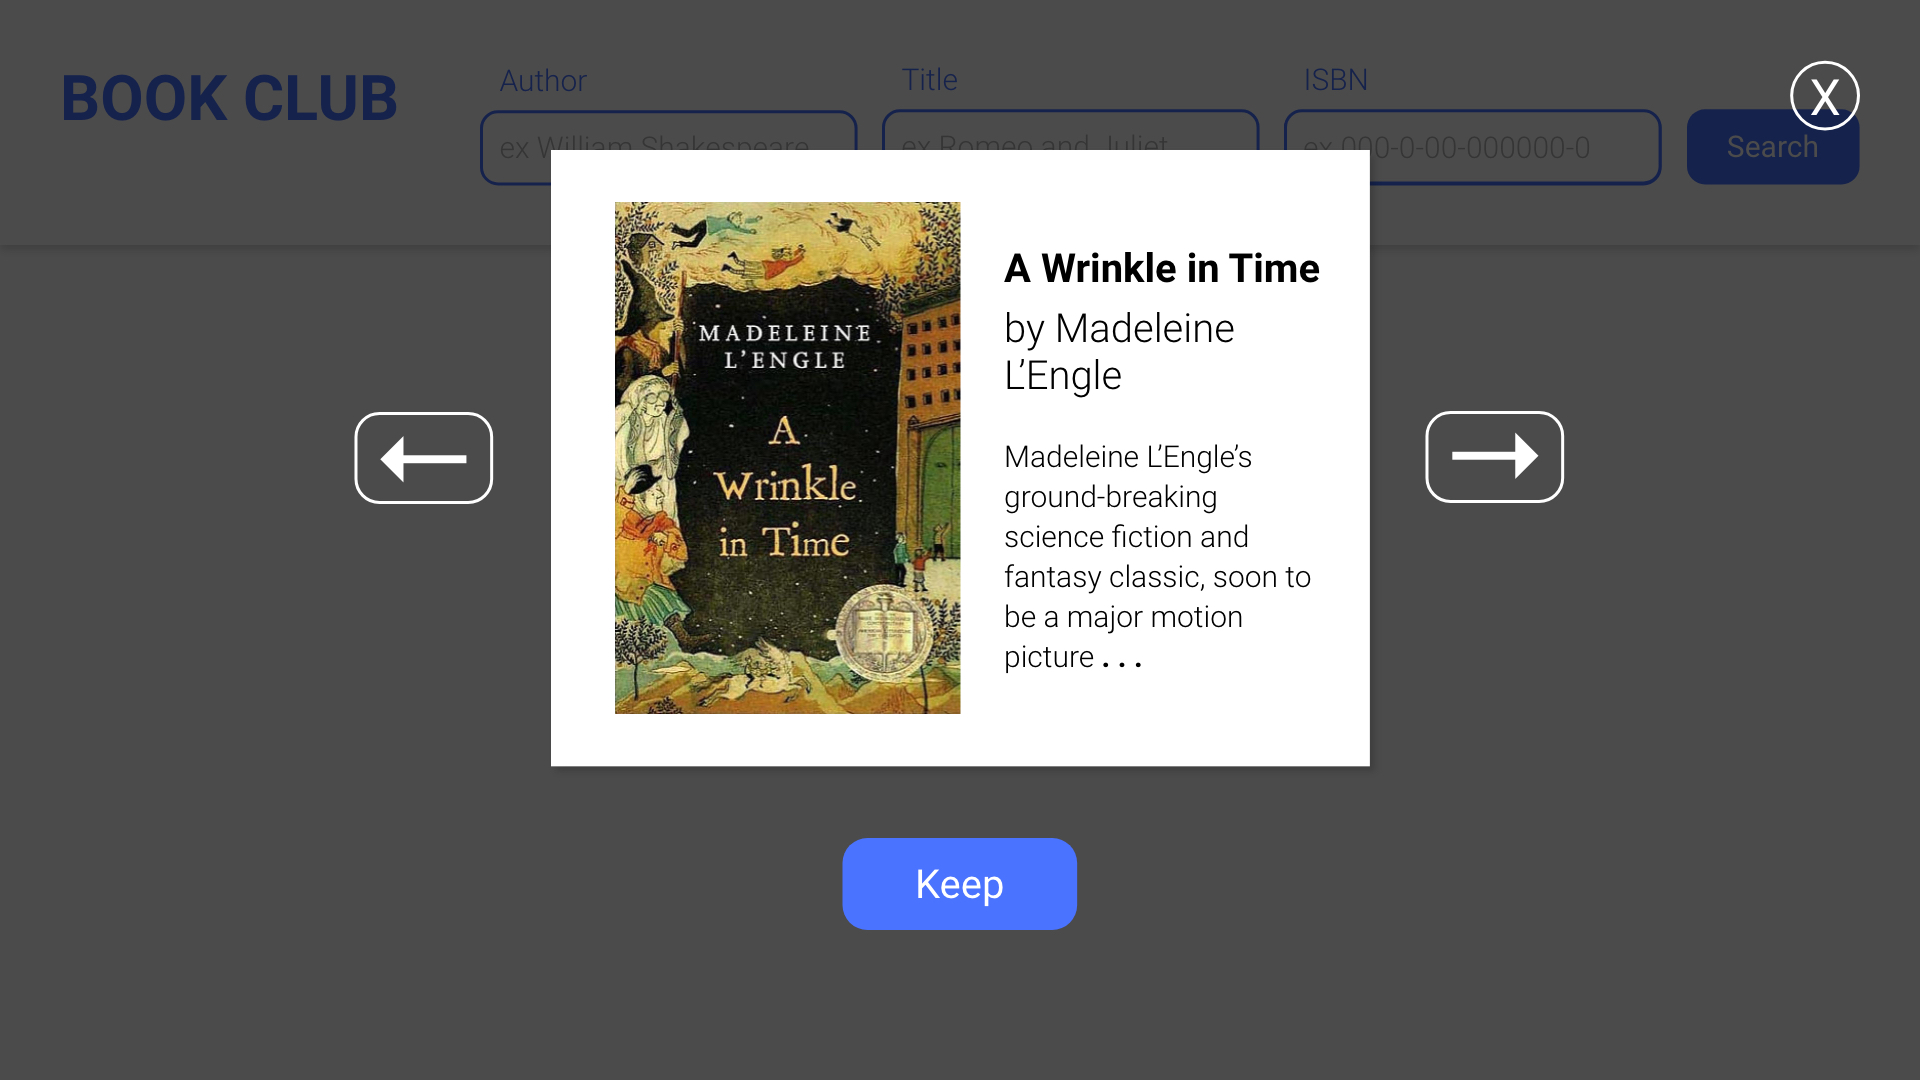 BOOK CLUB
Author
Title
ISBN
X
ex William Shakespeare
ex Romeo and Juliet
ex 000-0-00-000000-0
Search
MADELEINE
L'ENGLE
A
Wrinkle
in Time
A Wrinkle in Time
by Madeleine
L’Engle
Madeleine L’Engle’s
ground-breaking
science fiction and
fantasy classic, soon to
be a major motion
picture . . .
Keep